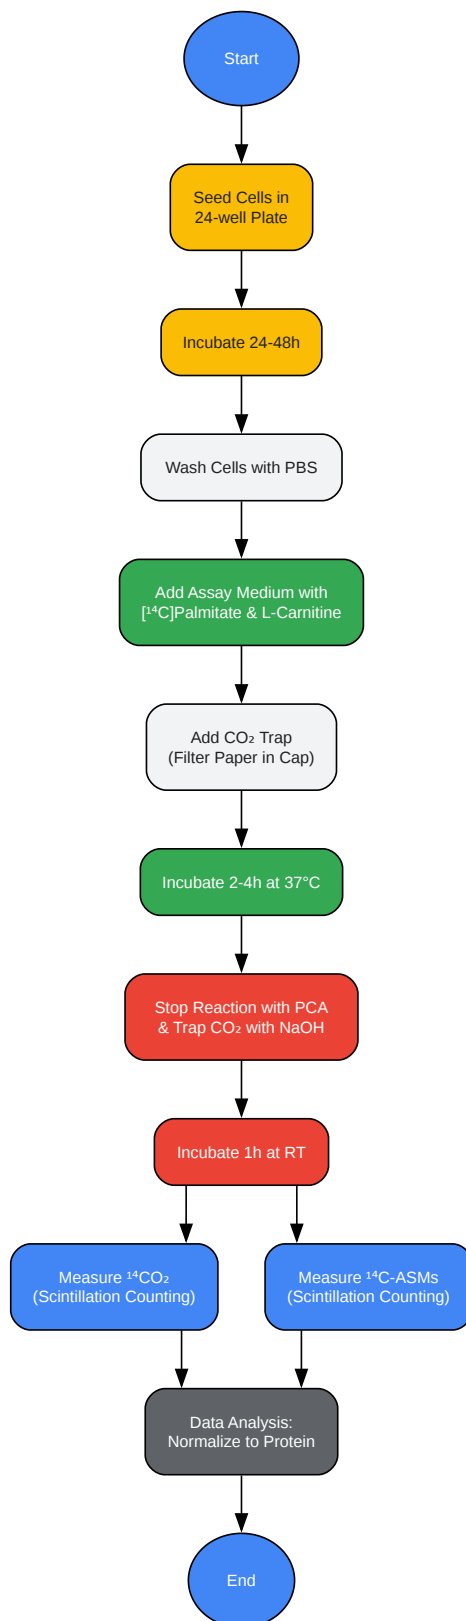 Start
Seed Cells in
24-well Plate
Incubate 24-48h
Wash Cells with PBS
Add Assay Medium with
[¹⁴C]Palmitate & L-Carnitine
Add CO₂ Trap
(Filter Paper in Cap)
Incubate 2-4h at 37°C
Stop Reaction with PCA
& Trap CO₂ with NaOH
Incubate 1h at RT
Measure ¹⁴CO₂
(Scintillation Counting)
Measure ¹⁴C-ASMs
(Scintillation Counting)
Data Analysis:
Normalize to Protein
End